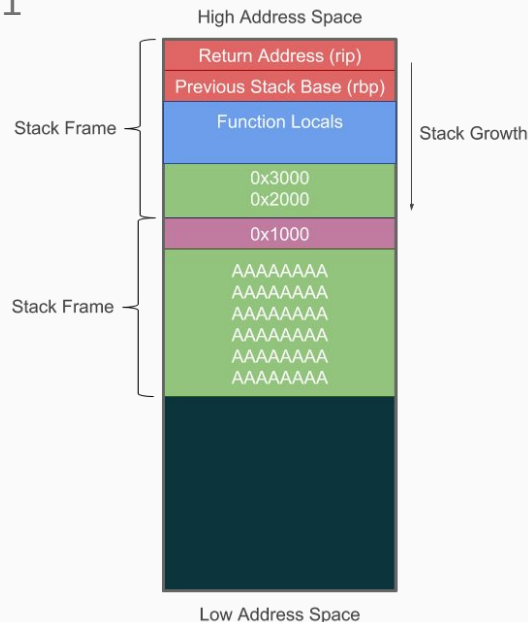 High Address Space
Return Address (rip)
Previous Stack Base (rbp)
Function Locals
Stack Frame
Stack Growth
0x3000
0x2000
0x1000
Stack Frame
AAAAAAAA
AAAAAAAA
AAAAAAAA
AAAAAAAA
AAAAAAAA
AAAAAAAA
Low Address Space